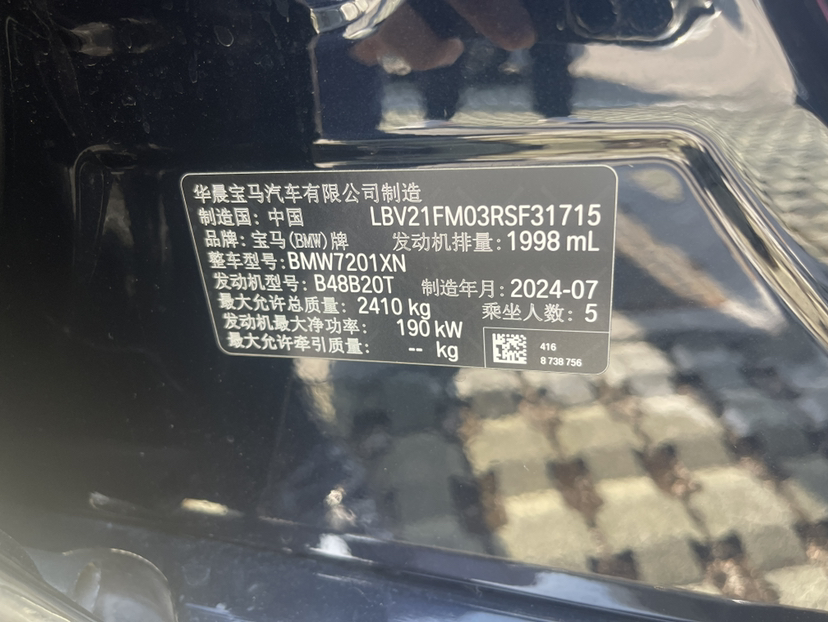 华晨宝马汽车有限公司制造
制造国: 中国 LBV21FM03RSF31715
品牌: 宝马(BMW)牌 发动机排量: 1998 mL
整车型号: BMW7201XN
发动机型号: B48B20T 制造年月: 2024-07
最大允许总质量: 2410 kg 乘坐人数: 5
发动机最大净功率: 190 kW
最大允许牵引质量: -- kg
416
8 738 756